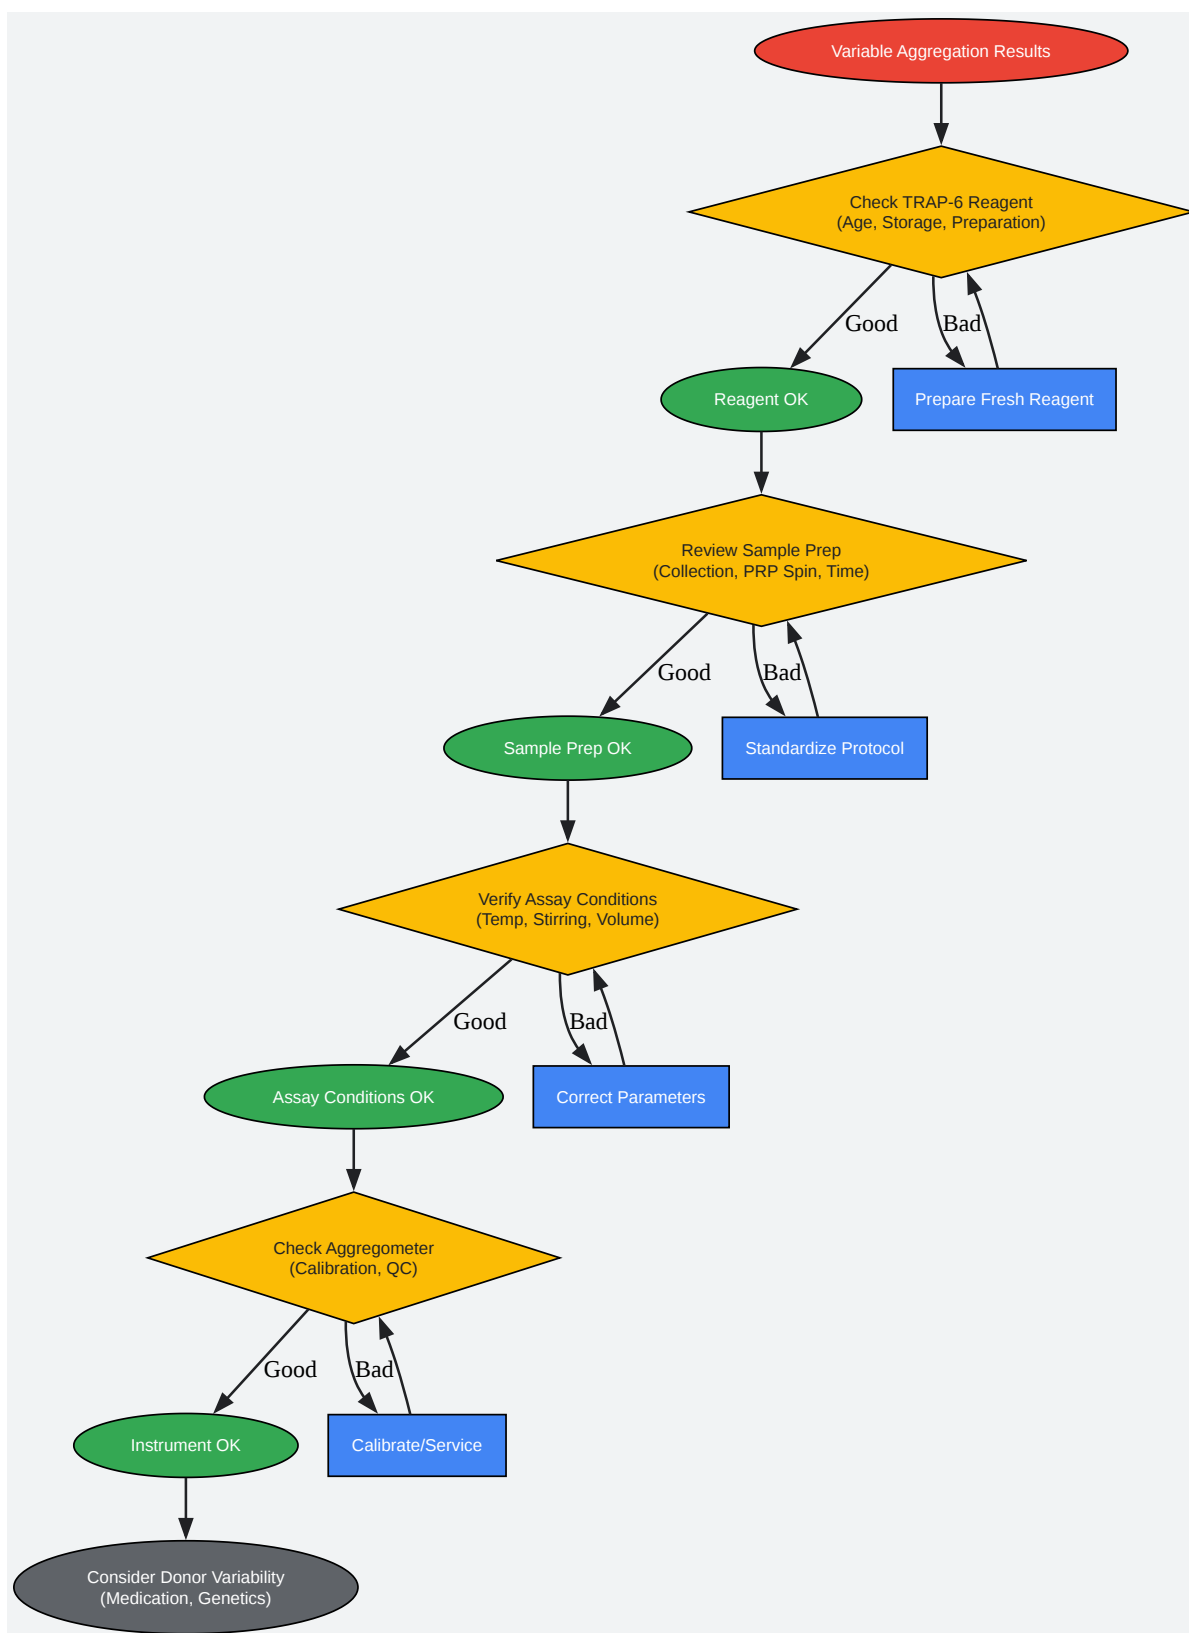 Variable Aggregation Results
Check TRAP-6 Reagent
(Age, Storage, Preparation)
Good
Bad
Reagent OK
Prepare Fresh Reagent
Review Sample Prep
(Collection, PRP Spin, Time)
Good
Bad
Sample Prep OK
Standardize Protocol
Verify Assay Conditions
(Temp, Stirring, Volume)
Good
Bad
Assay Conditions OK
Correct Parameters
Check Aggregometer
(Calibration, QC)
Good
Bad
Instrument OK
Calibrate/Service
Consider Donor Variability
(Medication, Genetics)